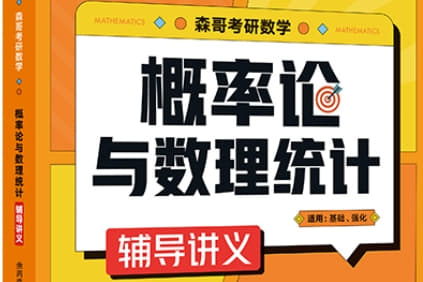 MATHEMATICS
森哥考研数学
MATHEMATICS
概率论
与数理统计
适用：基础、强化
辅导讲义
森哥考研数学
概率论与数理统计
辅导讲义